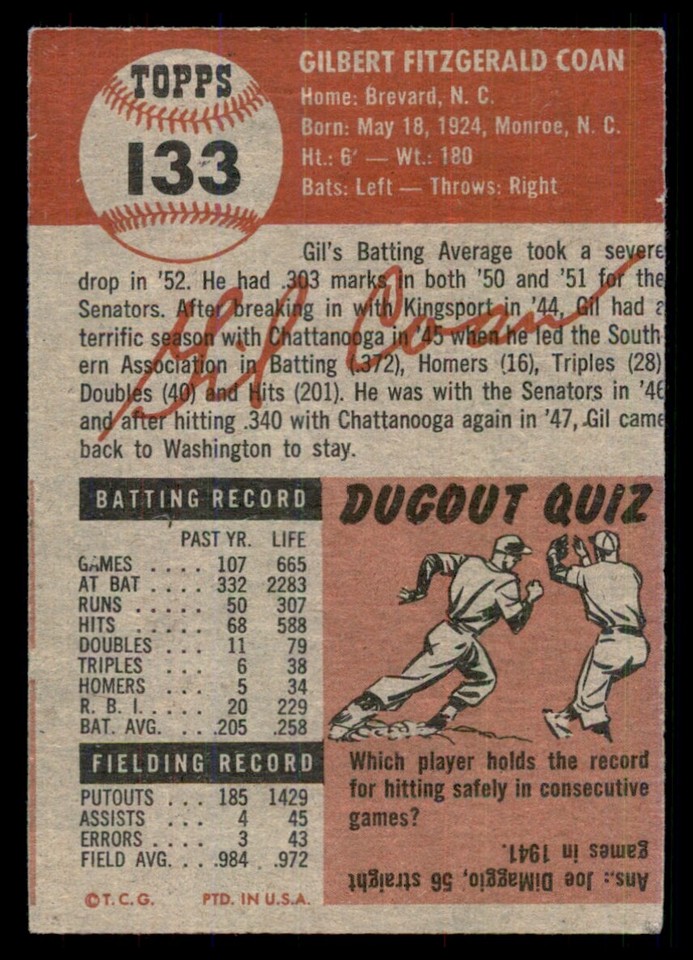 TOPPS
133
GILBERT FITZGERALD COAN
Home: Brevard, N. C.
Born: May 18, 1924, Monroe, N. C.
Ht.: 6' — Wt.: 180
Bats: Left — Throws: Right
Gil's Batting Average took a severe
drop in '52. He had .303 marks in both '50 and '51 for the
Senators. After breaking in with Kingsport in '44, Gil had a
terrific season with Chattanooga in '45 when he led the South
ern Association in Batting (.372), Homers (16), Triples (28)
Doubles (40) and Hits (201). He was with the Senators in '46
and after hitting .340 with Chattanooga again in '47, Gil came
back to Washington to stay.
Gil Coan
BATTING RECORD
PAST YR. LIFE
GAMES .... 107 665
AT BAT .... 332 2283
RUNS ..... 50 307
HITS ..... 68 588
DOUBLES ... 11 79
TRIPLES ... 6 38
HOMERS ... 5 34
R. B. I. .... 20 229
BAT. AVG. ... .205 .258
FIELDING RECORD
PUTOUTS ... 185 1429
ASSISTS ... 4 45
ERRORS ... 3 43
FIELD AVG. ... .984 .972
©T.C.G. PTD. IN U.S.A.
DUGOUT QUIZ
Which player holds the record
for hitting safely in consecutive
games?
Ans.: Joe DiMaggio, 56 straight
games in 1941.